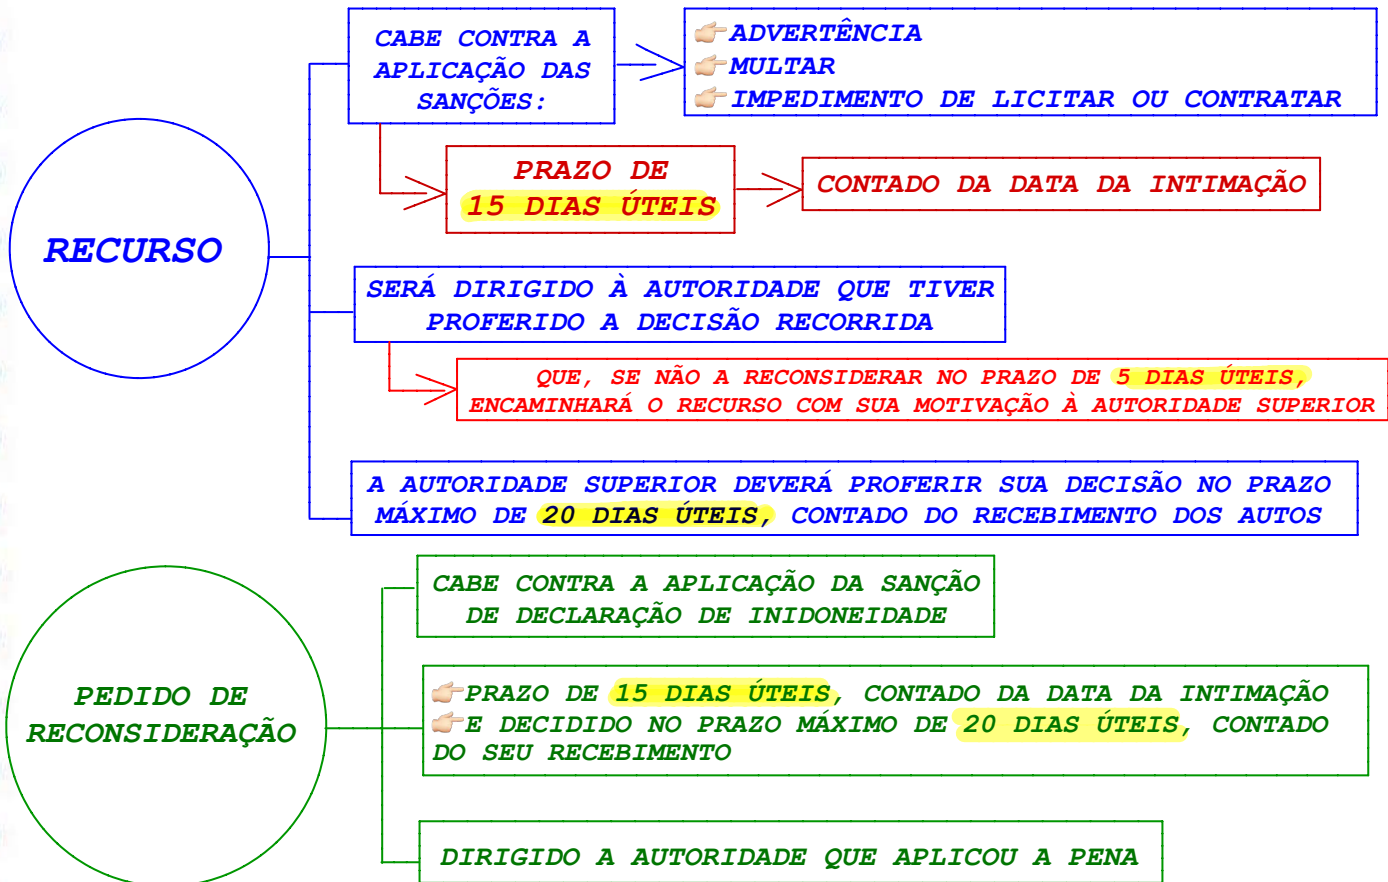 CABE CONTRA A
APLICAÇÃO DAS
SANÇÕES:
👉🏻ADVERTÊNCIA
👉🏻MULTAR
👉🏻IMPEDIMENTO DE LICITAR OU CONTRATAR
PRAZO DE
15 DIAS ÚTEIS
CONTADO DA DATA DA INTIMAÇÃO
RECURSO
SERÁ DIRIGIDO À AUTORIDADE QUE TIVER
PROFERIDO A DECISÃO RECORRIDA
QUE, SE NÃO A RECONSIDERAR NO PRAZO DE 5 DIAS ÚTEIS,
ENCAMINHARÁ O RECURSO COM SUA MOTIVAÇÃO À AUTORIDADE SUPERIOR
A AUTORIDADE SUPERIOR DEVERÁ PROFERIR SUA DECISÃO NO PRAZO
MÁXIMO DE 20 DIAS ÚTEIS, CONTADO DO RECEBIMENTO DOS AUTOS
CABE CONTRA A APLICAÇÃO DA SANÇÃO
DE DECLARAÇÃO DE INIDONEIDADE
PEDIDO DE
RECONSIDERAÇÃO
👉🏻PRAZO DE 15 DIAS ÚTEIS, CONTADO DA DATA DA INTIMAÇÃO
👉🏻E DECIDIDO NO PRAZO MÁXIMO DE 20 DIAS ÚTEIS, CONTADO
DO SEU RECEBIMENTO
DIRIGIDO A AUTORIDADE QUE APLICOU A PENA